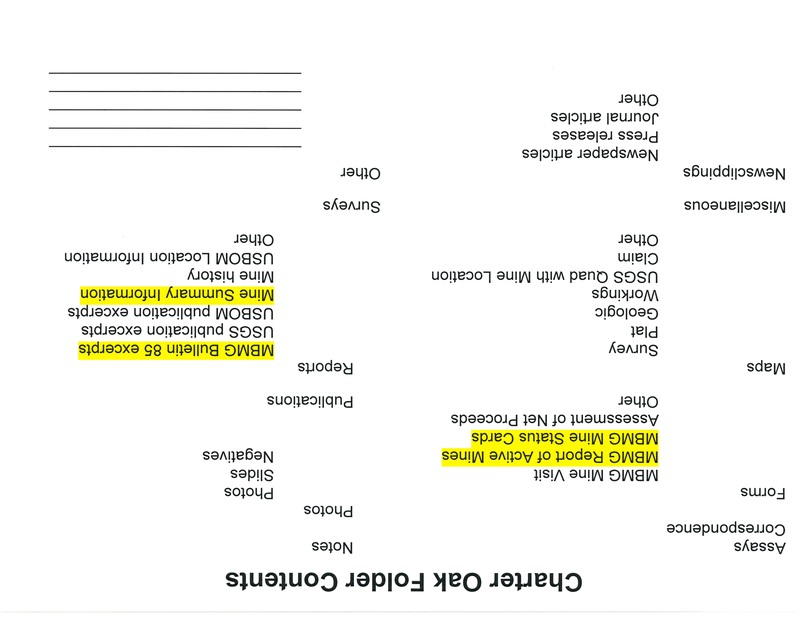 Charter Oak Folder Contents
Assays
Correspondence
Forms
MBMG Mine Visit
MBMG Report of Active Mines
MBMG Mine Status Cards
Assessment of Net Proceeds
Other
Maps
Survey
Plat
Geologic
Workings
USGS Quad with Mine Location
Claim
Other
Miscellaneous
Newsclippings
Newspaper articles
Press releases
Journal articles
Other
Notes
Photos
Photos
Slides
Negatives
Publications
Reports
MBMG Bulletin 85 excerpts
USGS publication excerpts
USBOM publication excerpts
Mine Summary Information
Mine history
USBOM Location Information
Other
Surveys
Other